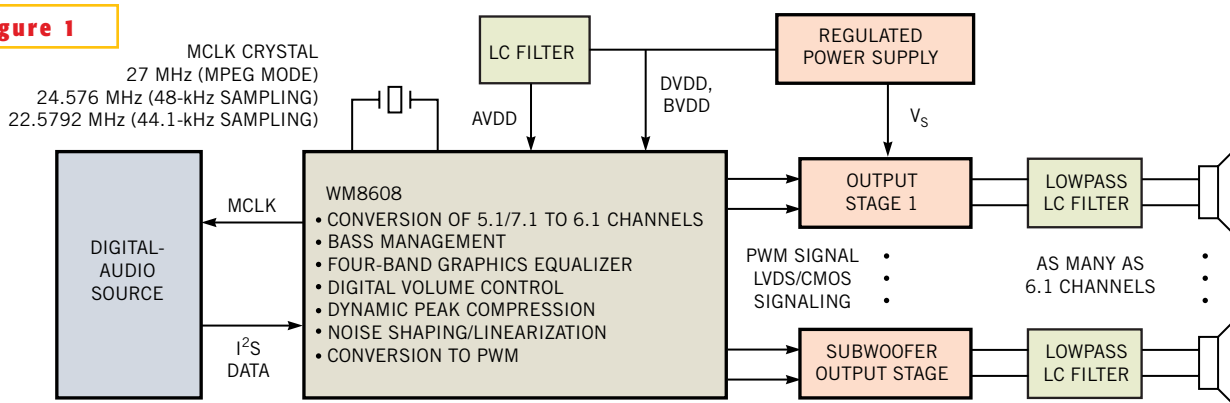 gure 1
MCLK CRYSTAL
27 MHz (MPEG MODE)
24.576 MHz (48-kHz SAMPLING)
22.5792 MHz (44.1-kHz SAMPLING)
LC FILTER
REGULATED
POWER SUPPLY
AVDD
DVDD,
BVDD
V_S
DIGITAL-
AUDIO
SOURCE
MCLK
I²S
DATA
WM8608
• CONVERSION OF 5.1/7.1 TO 6.1 CHANNELS
• BASS MANAGEMENT
• FOUR-BAND GRAPHICS EQUALIZER
• DIGITAL VOLUME CONTROL
• DYNAMIC PEAK COMPRESSION
• NOISE SHAPING/LINEARIZATION
• CONVERSION TO PWM
OUTPUT
STAGE 1
LOWPASS
LC FILTER
PWM SIGNAL
LVDS/CMOS
SIGNALING
AS MANY AS
6.1 CHANNELS
SUBWOOFER
OUTPUT STAGE
LOWPASS
LC FILTER